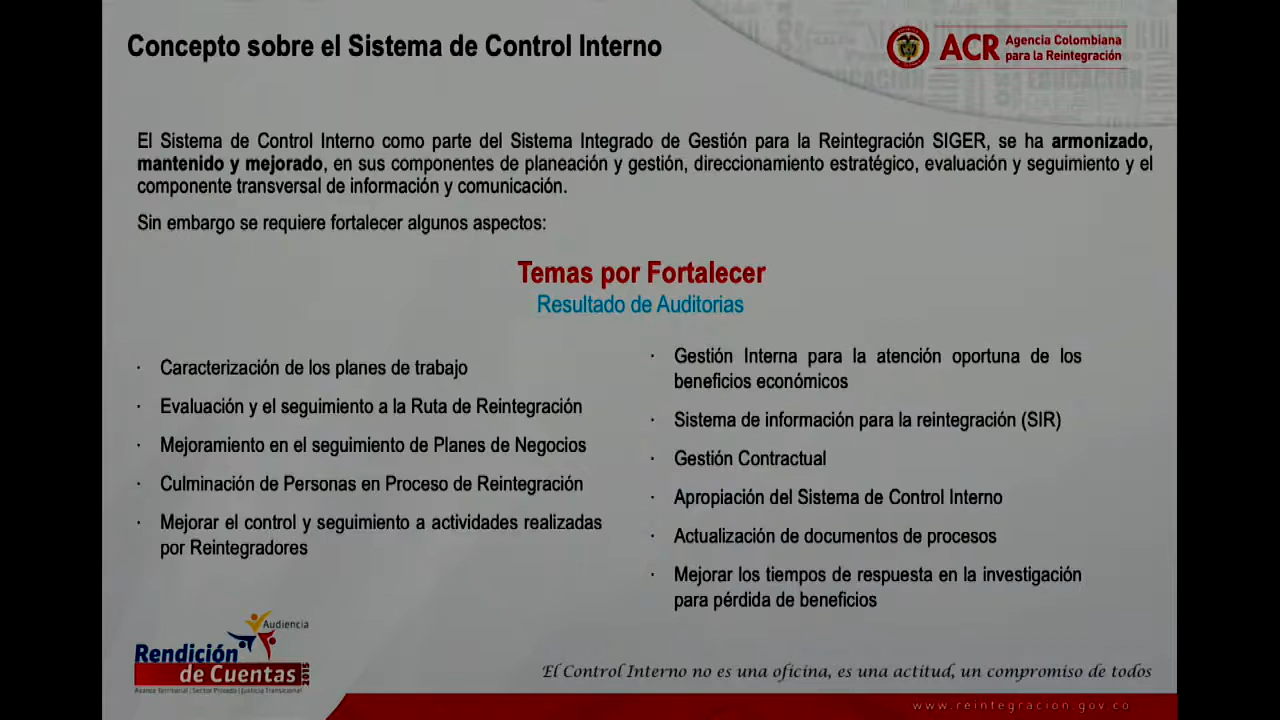 Concepto sobre el Sistema de Control Interno
ACR Agencia Colombiana
para la Reintegración
El Sistema de Control Interno como parte del Sistema Integrado de Gestión para la Reintegración SIGER, se ha armonizado,
mantenido y mejorado, en sus componentes de planeación y gestión, direccionamiento estratégico, evaluación y seguimiento y el
componente transversal de información y comunicación.
Sin embargo se requiere fortalecer algunos aspectos:
Temas por Fortalecer
Resultado de Auditorias
· Caracterización de los planes de trabajo
· Evaluación y el seguimiento a la Ruta de Reintegración
· Mejoramiento en el seguimiento de Planes de Negocios
· Culminación de Personas en Proceso de Reintegración
· Mejorar el control y seguimiento a actividades realizadas
por Reintegradores
· Gestión Interna para la atención oportuna de los
beneficios económicos
· Sistema de información para la reintegración (SIR)
· Gestión Contractual
· Apropiación del Sistema de Control Interno
· Actualización de documentos de procesos
· Mejorar los tiempos de respuesta en la investigación
para pérdida de beneficios
Audiencia
Rendición
de Cuentas 2015
Avance Territorial | Sector Privado | Justicia Transicional
El Control Interno no es una oficina, es una actitud, un compromiso de todos
www.reintegracion.gov.co